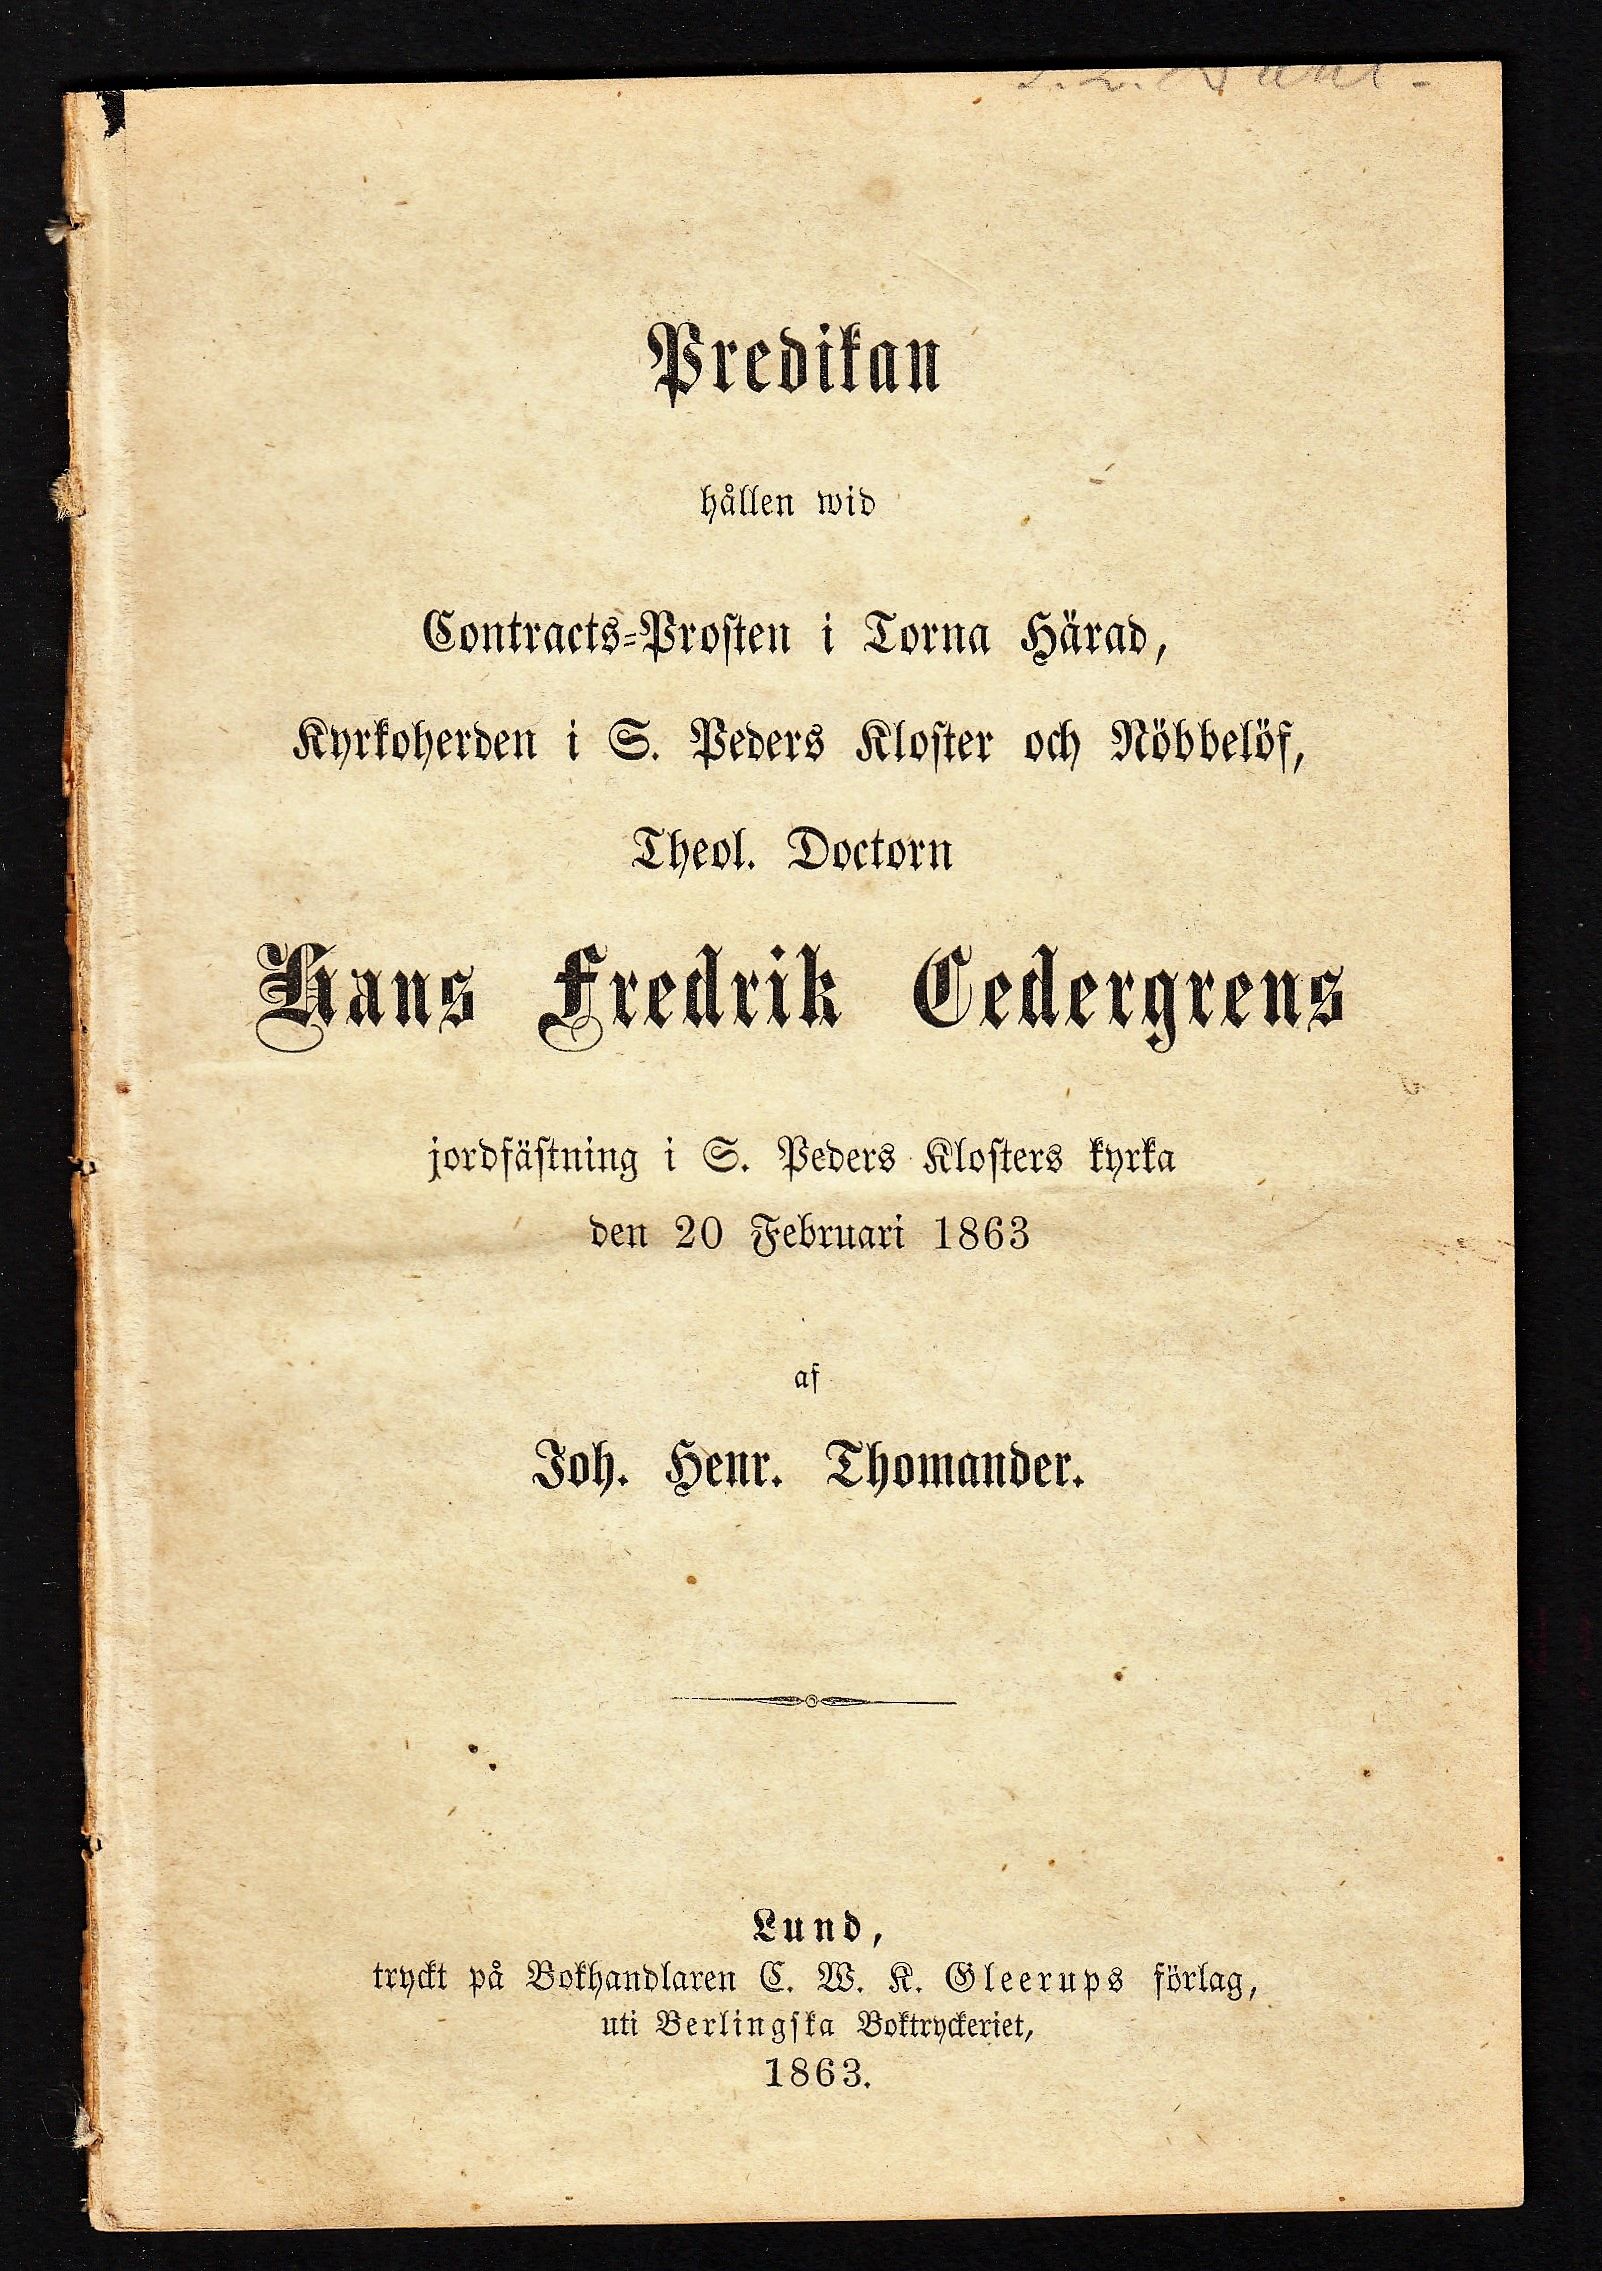 Predikan
hållen wid
Contracts-Prosten i Torna Härad,
Kyrkoherden i S. Peders Kloster och Nöbbelöf,
Theol. Doctorn
Hans Fredrik Cedergrens
jordfästning i S. Peders Klosters kyrka
den 20 Februari 1863
af
Joh. Henr. Thomander.
Lund,
tryckt på Bokhandlaren C. W. K. Gleerups förlag,
uti Berlingska Boktryckeriet,
1863.